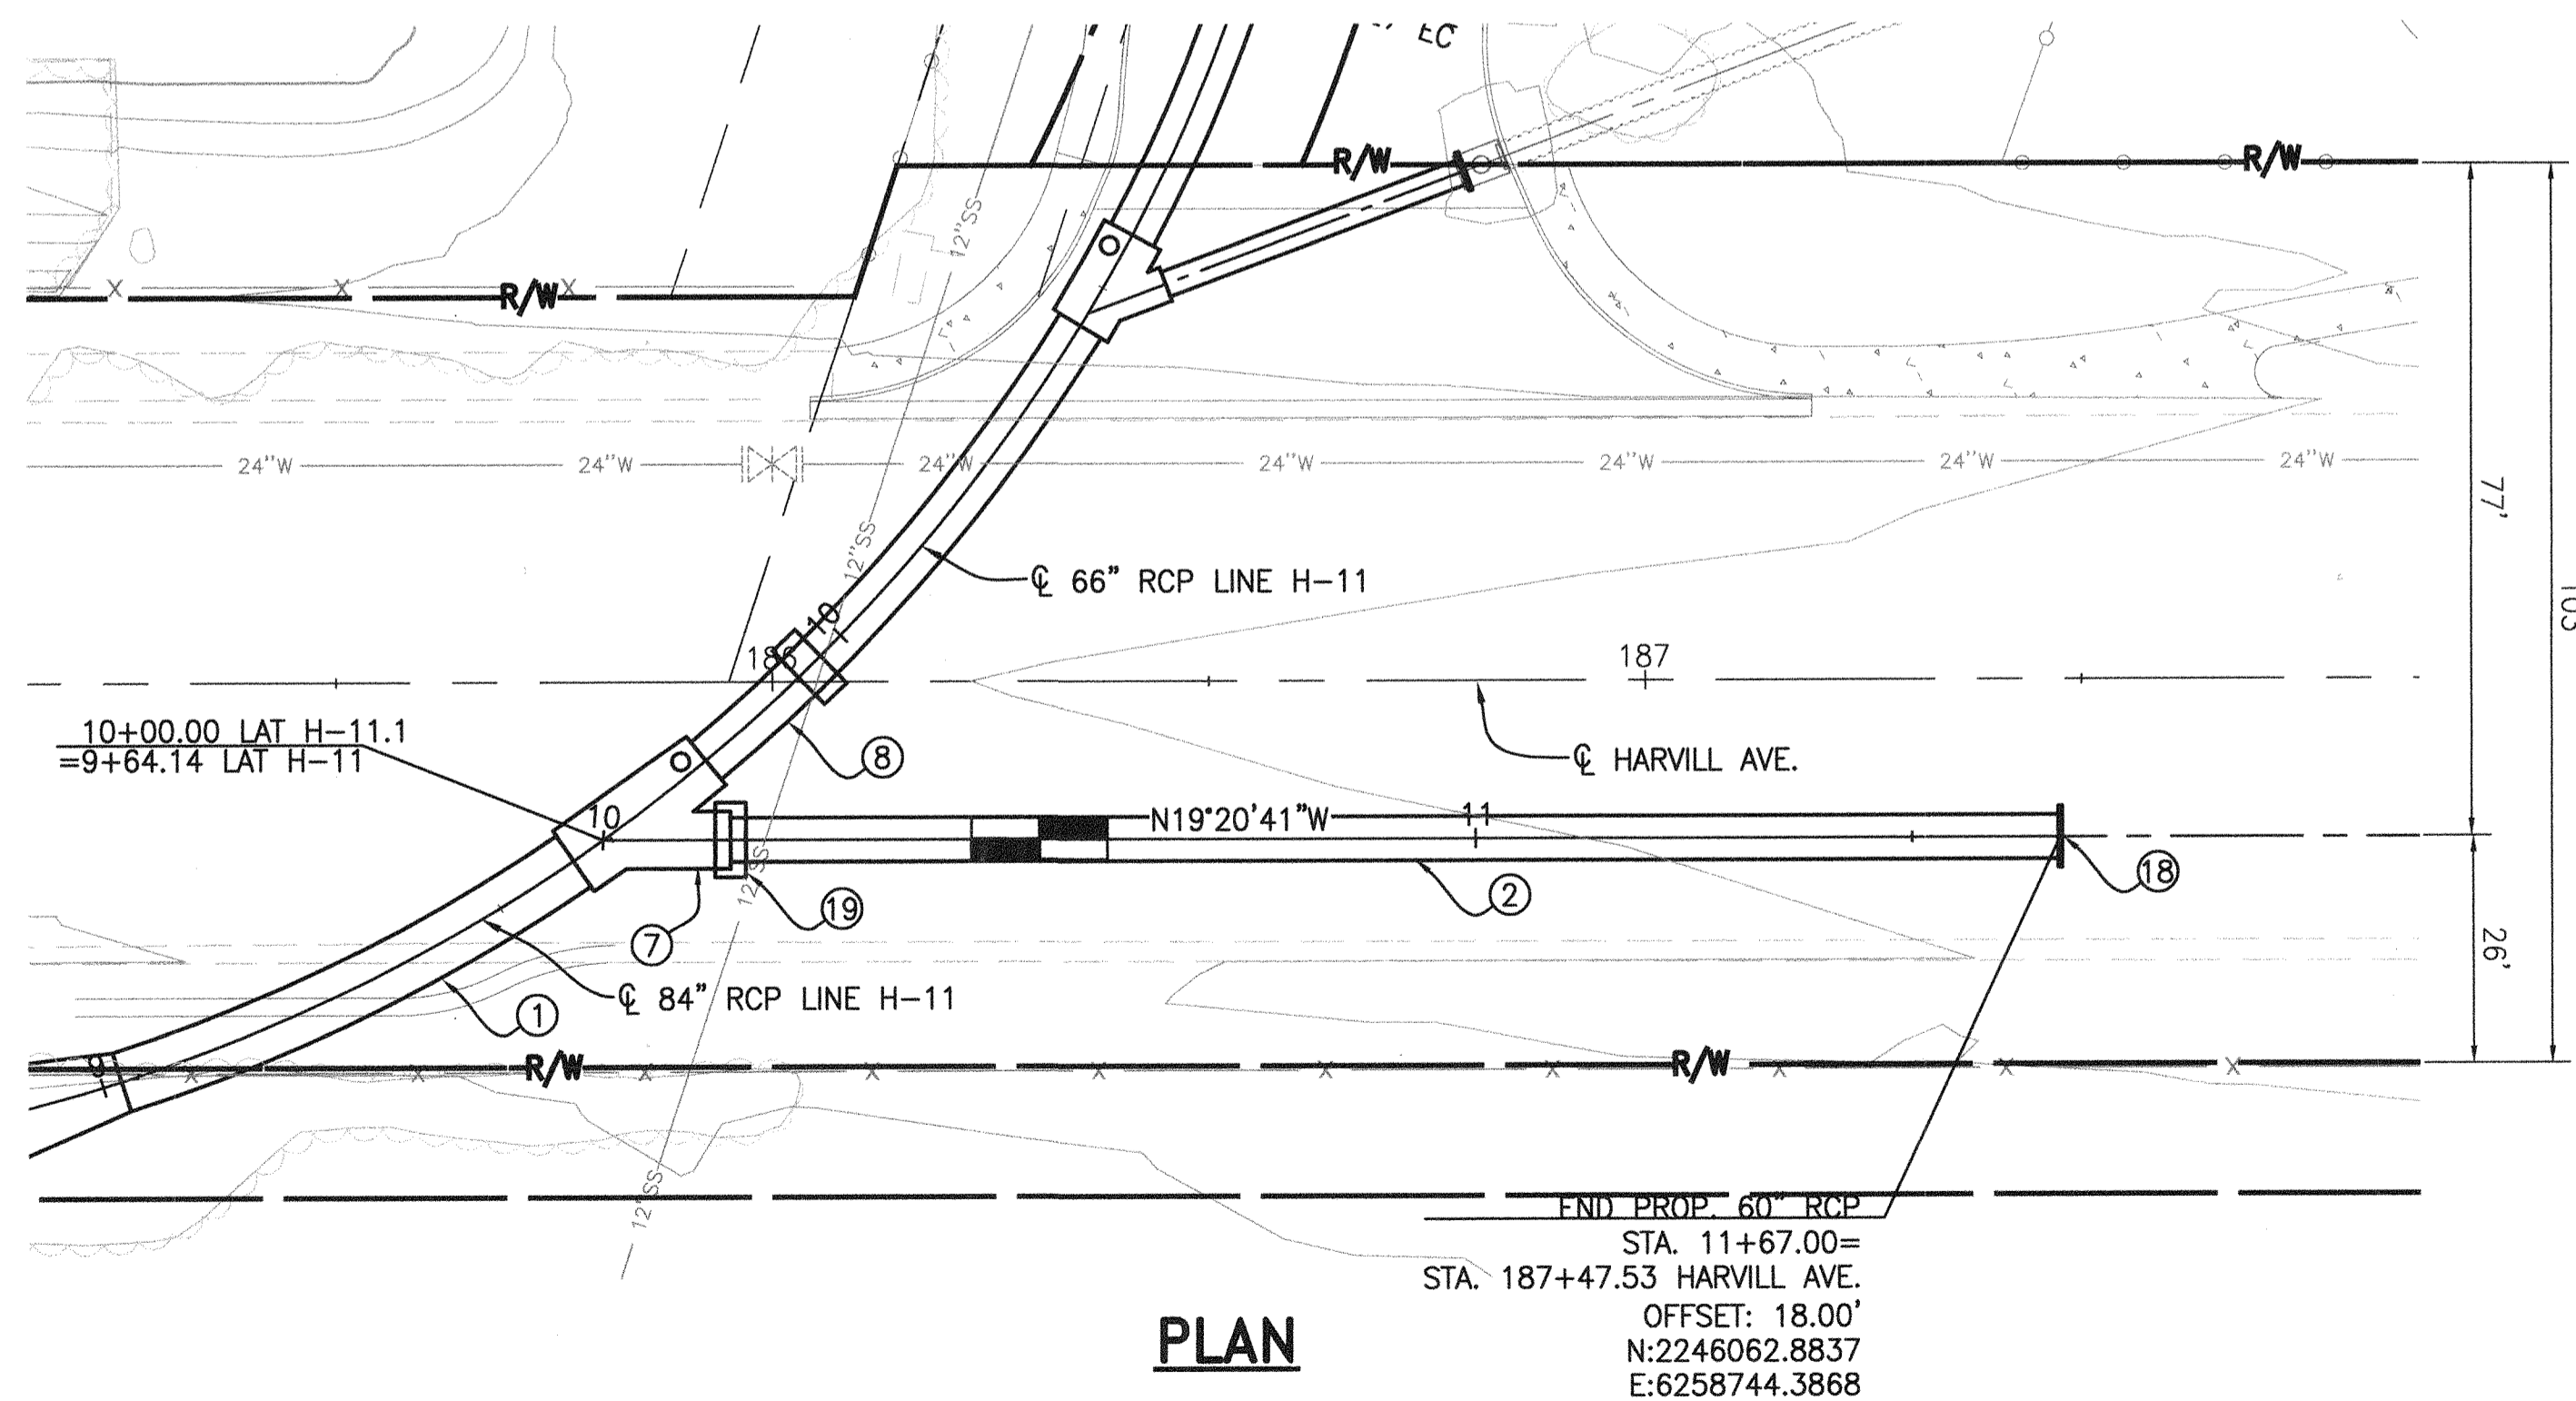 EC
R/W
R/W
12"SS
R/W
24"W
24"W
24"W
24"W
24"W
24"W
24"W
77'
12"SS
℄ 66" RCP LINE H-11
10
186
187
10+00.00 LAT H-11.1
=9+64.14 LAT H-11
8
℄ HARVILL AVE.
10
N19°20'41"W
11
18
12"SS
19
2
7
26'
℄ 84" RCP LINE H-11
1
9
R/W
R/W
12"SS
END PROP. 60" RCP
STA. 11+67.00=
STA. 187+47.53 HARVILL AVE.
OFFSET: 18.00'
N:2246062.8837
E:6258744.3868
PLAN